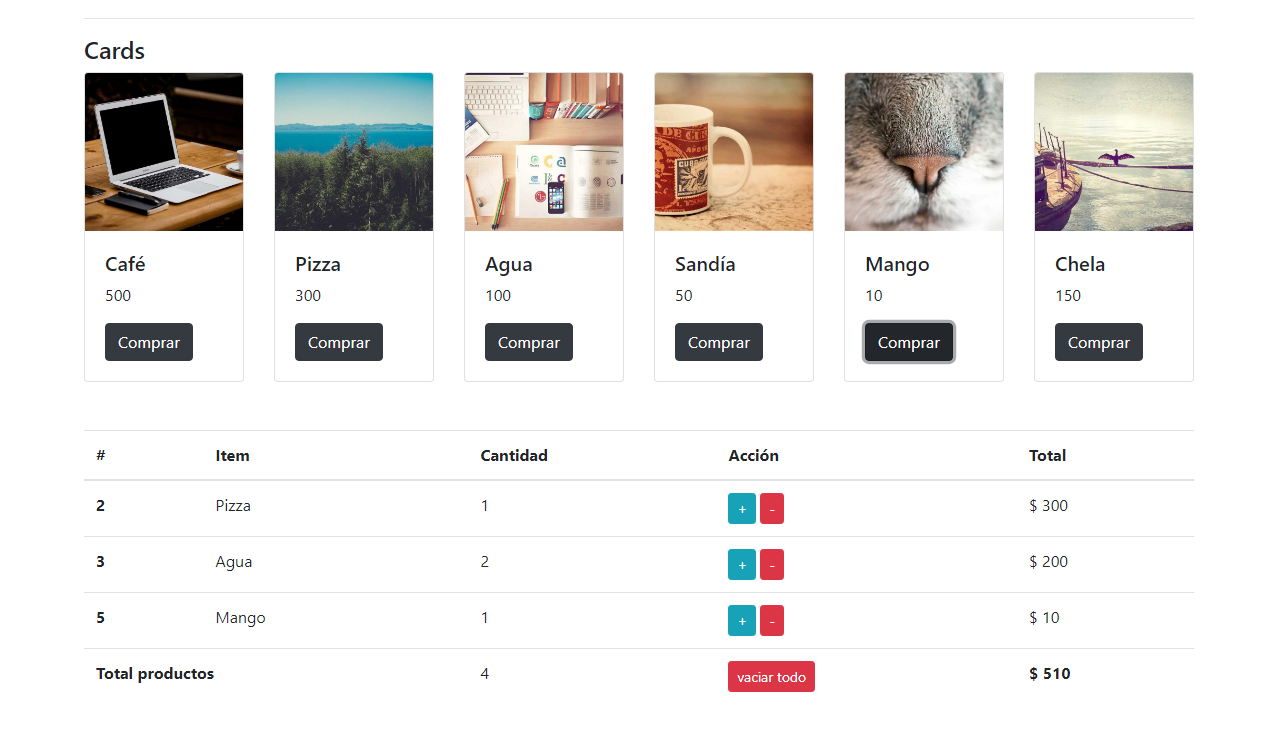 Cards
Café
500
Comprar
Pizza
300
Comprar
Agua
100
Comprar
Sandía
50
Comprar
Mango
10
Comprar
Chela
150
Comprar
# Item Cantidad Acción Total
2 Pizza 1 + - $ 300
3 Agua 2 + - $ 200
5 Mango 1 + - $ 10
Total productos 4 vaciar todo $ 510